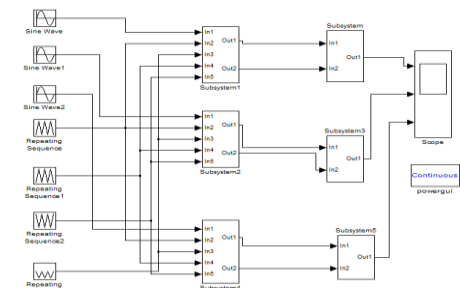 Sine Wave
Sine Wave1
Sine Wave2
Repeating
Sequence
Repeating
Sequence1
Repeating
Sequence2
Repeating
In1
In2
In3
In4
In5
Out1
Out2
Subsystem1
In1
In2
In3
In4
In5
Out1
Out2
Subsystem2
In1
In2
In3
In4
In5
Out1
Out2
Subsystem
In1
In2
Out1
Subsystem3
In1
In2
Out1
Subsystem5
In1
In2
Out1
Scope
Continuous
powergui